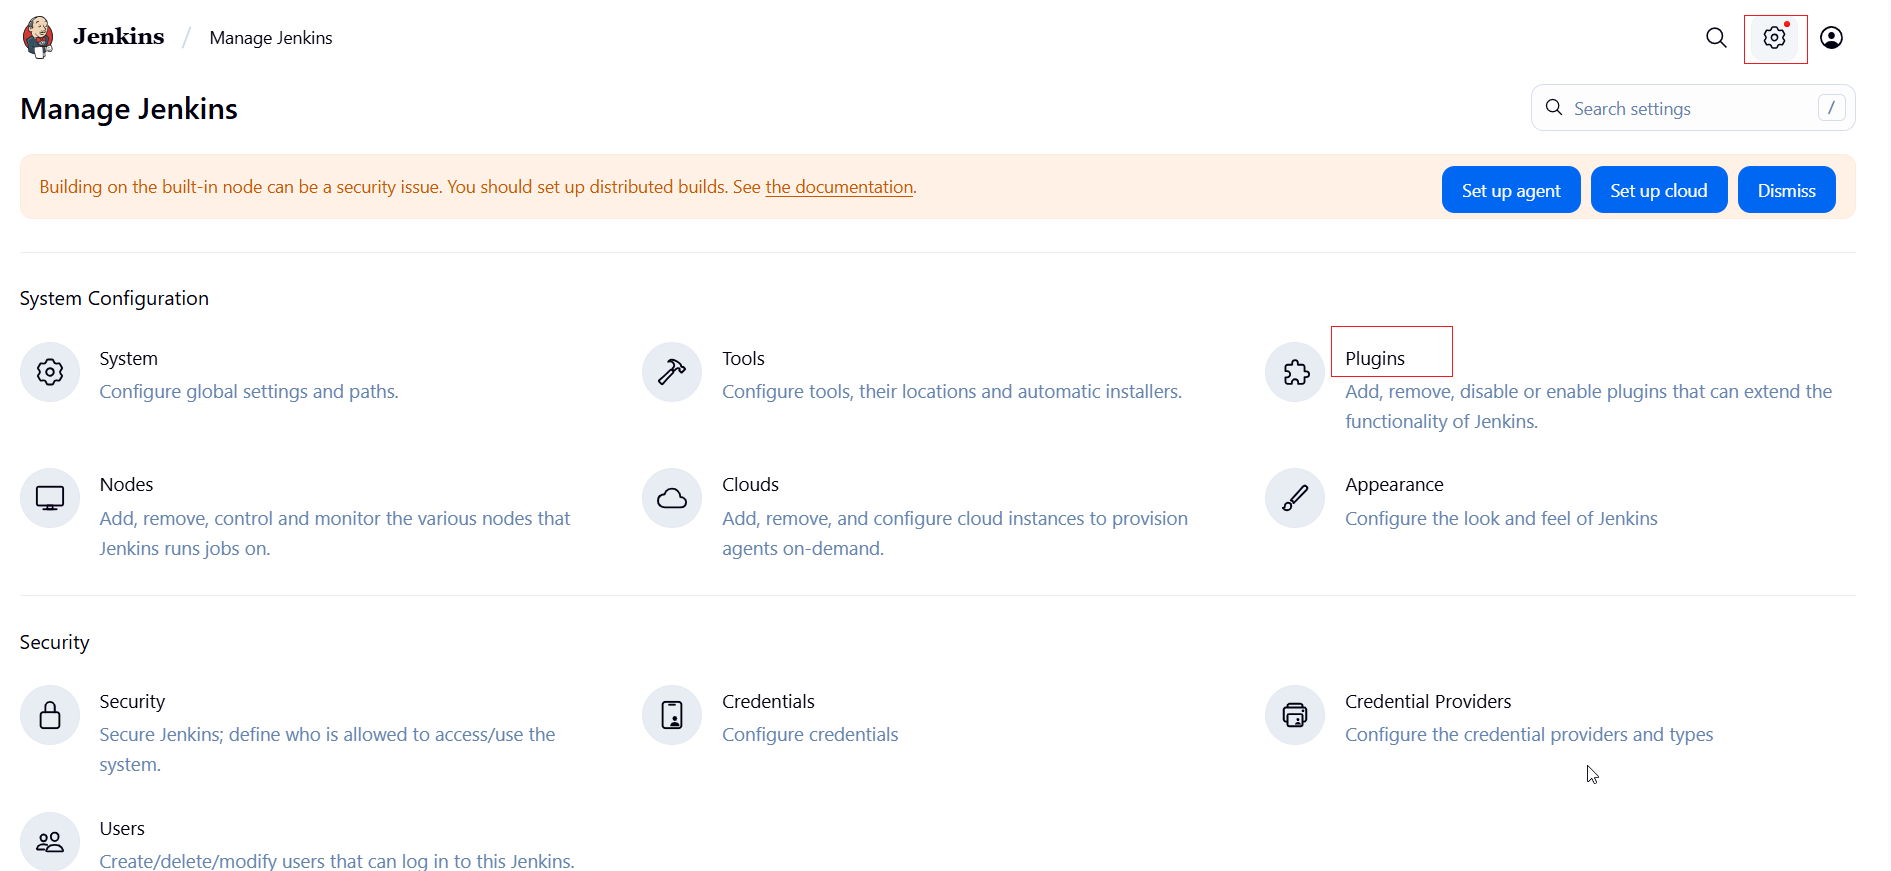 Jenkins / Manage Jenkins
Manage Jenkins
Search settings /
Building on the built-in node can be a security issue. You should set up distributed builds. See the documentation.
Set up agent Set up cloud Dismiss
System Configuration
System
Configure global settings and paths.
Tools
Configure tools, their locations and automatic installers.
Plugins
Add, remove, disable or enable plugins that can extend the
functionality of Jenkins.
Nodes
Add, remove, control and monitor the various nodes that
Jenkins runs jobs on.
Clouds
Add, remove, and configure cloud instances to provision
agents on-demand.
Appearance
Configure the look and feel of Jenkins
Security
Security
Secure Jenkins; define who is allowed to access/use the
system.
Credentials
Configure credentials
Credential Providers
Configure the credential providers and types
Users
Create/delete/modify users that can log in to this Jenkins.